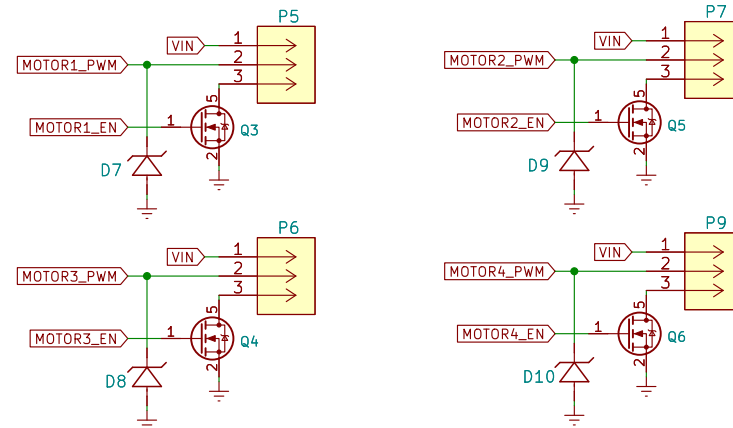 P5
VIN
1
MOTOR1_PWM
2
3
5
MOTOR1_EN
1
Q3
2
D7
P7
VIN
1
MOTOR2_PWM
2
3
5
MOTOR2_EN
1
Q5
2
D9
P6
VIN
1
MOTOR3_PWM
2
3
5
MOTOR3_EN
1
Q4
2
D8
P9
VIN
1
MOTOR4_PWM
2
3
5
MOTOR4_EN
1
Q6
2
D10